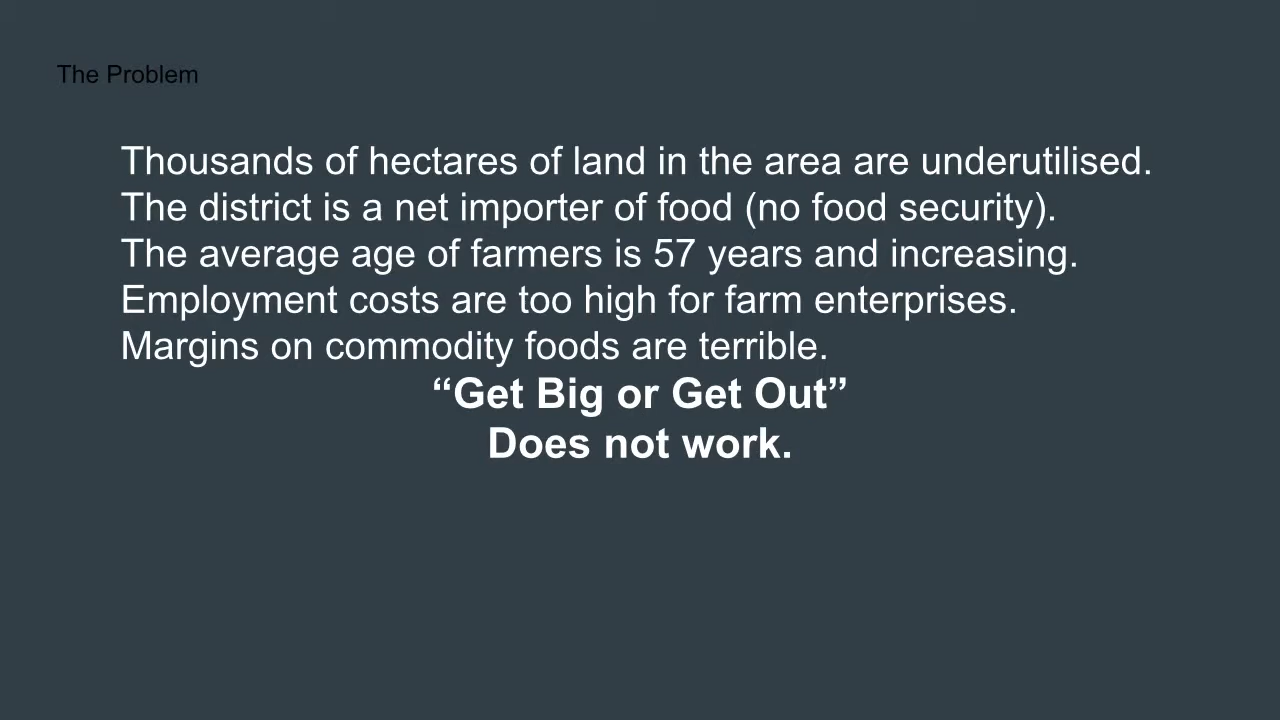 The Problem
Thousands of hectares of land in the area are underutilised.
The district is a net importer of food (no food security).
The average age of farmers is 57 years and increasing.
Employment costs are too high for farm enterprises.
Margins on commodity foods are terrible.
“Get Big or Get Out”
Does not work.